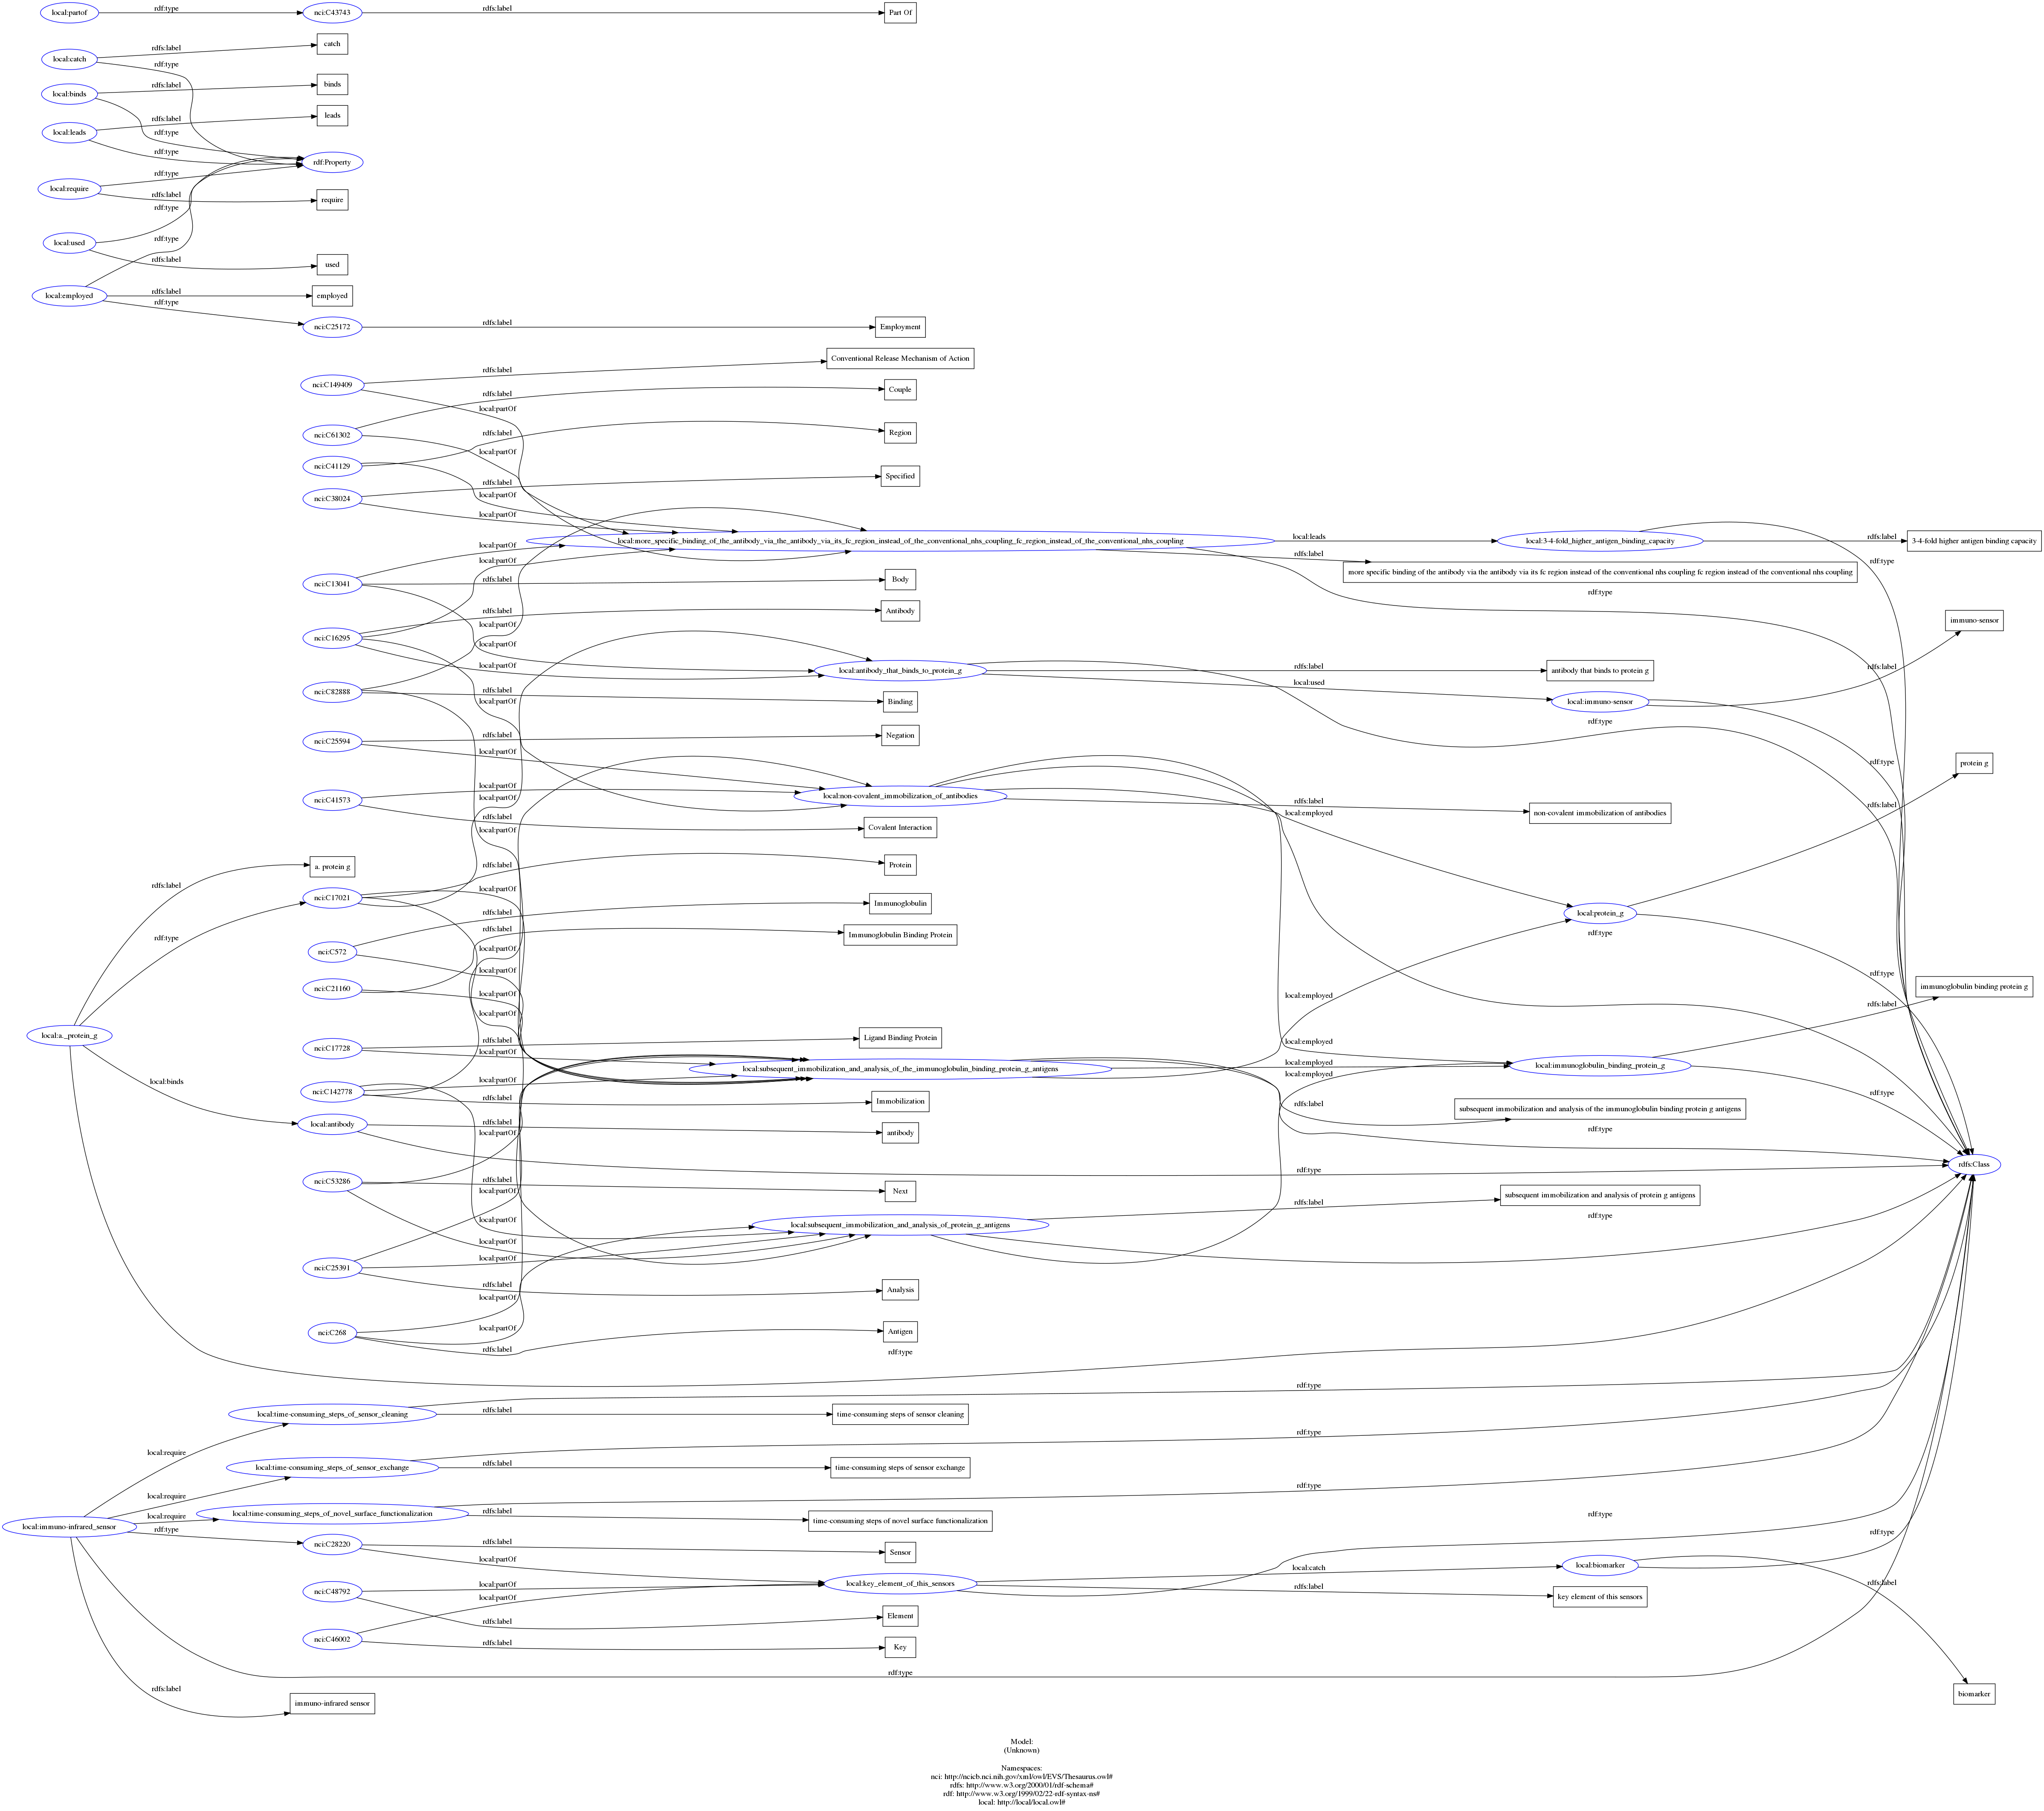 local:partof
rdf:type
nci:C43743
rdfs:label
Part Of
local:catch
rdfs:label
catch
rdf:type
local:binds
rdfs:label
binds
rdf:type
local:leads
rdfs:label
leads
rdf:type
rdf:Property
local:require
rdf:type
rdfs:label
require
local:used
rdf:type
rdfs:label
used
local:employed
rdf:type
rdfs:label
employed
rdf:type
nci:C25172
rdfs:label
Employment
nci:C149409
rdfs:label
Conventional Release Mechanism of Action
local:partOf
nci:C61302
rdfs:label
Couple
local:partOf
nci:C41129
rdfs:label
Region
local:partOf
nci:C38024
rdfs:label
Specified
local:partOf
local:more_specific_binding_of_the_antibody_via_the_antibody_via_its_fc_region_instead_of_the_conventional_nhs_coupling_fc_region_instead_of_the_conventional_nhs_coupling
local:leads
local:3-4-fold_higher_antigen_binding_capacity
rdfs:label
3-4-fold higher antigen binding capacity
rdf:type
rdfs:label
more specific binding of the antibody via the antibody via its fc region instead of the conventional nhs coupling fc region instead of the conventional nhs coupling
rdf:type
nci:C13041
local:partOf
local:partOf
rdfs:label
Body
nci:C16295
rdfs:label
Antibody
local:partOf
local:partOf
local:partOf
local:antibody_that_binds_to_protein_g
rdfs:label
antibody that binds to protein g
local:used
local:immuno-sensor
rdfs:label
immuno-sensor
rdf:type
rdf:type
nci:C82888
rdfs:label
Binding
local:partOf
nci:C25594
rdfs:label
Negation
local:partOf
nci:C41573
local:partOf
local:partOf
rdfs:label
Covalent Interaction
local:partOf
local:non-covalent_immobilization_of_antibodies
rdfs:label
non-covalent immobilization of antibodies
local:employed
local:protein_g
rdfs:label
protein g
rdf:type
rdf:type
local:a._protein_g
rdfs:label
a. protein g
rdf:type
nci:C17021
rdfs:label
Protein
local:partOf
nci:C572
rdfs:label
Immunoglobulin
rdfs:label
Immunoglobulin Binding Protein
local:partOf
local:partOf
nci:C21160
local:partOf
local:partOf
local:employed
local:employed
immunoglobulin binding protein g
rdfs:label
nci:C17728
rdfs:label
Ligand Binding Protein
local:partOf
local:subsequent_immobilization_and_analysis_of_the_immunoglobulin_binding_protein_g_antigens
local:employed
local:employed
local:immunoglobulin_binding_protein_g
rdf:type
local:binds
nci:C142778
local:partOf
rdfs:label
Immobilization
rdfs:label
subsequent immobilization and analysis of the immunoglobulin binding protein g antigens
rdf:type
local:antibody
rdfs:label
antibody
local:partOf
rdf:type
rdfs:Class
nci:C53286
rdfs:label
Next
local:partOf
local:partOf
local:partOf
local:subsequent_immobilization_and_analysis_of_protein_g_antigens
rdfs:label
subsequent immobilization and analysis of protein g antigens
rdf:type
nci:C25391
local:partOf
rdfs:label
Analysis
local:partOf
nci:C268
local:partOf
rdfs:label
Antigen
rdf:type
local:time-consuming_steps_of_sensor_cleaning
rdf:type
rdfs:label
time-consuming steps of sensor cleaning
local:require
local:time-consuming_steps_of_sensor_exchange
rdf:type
rdfs:label
time-consuming steps of sensor exchange
local:require
local:time-consuming_steps_of_novel_surface_functionalization
rdf:type
rdfs:label
time-consuming steps of novel surface functionalization
local:require
local:immuno-infrared_sensor
rdf:type
nci:C28220
rdfs:label
Sensor
local:partOf
rdf:type
rdf:type
nci:C48792
local:partOf
local:partOf
local:key_element_of_this_sensors
local:catch
local:biomarker
rdfs:label
rdfs:label
key element of this sensors
rdfs:label
Element
nci:C46002
rdfs:label
Key
rdf:type
rdfs:label
immuno-infrared sensor
biomarker
Model:
(Unknown)
Namespaces:
nci: http://ncicb.nci.nih.gov/xml/owl/EVS/Thesaurus.owl#
rdfs: http://www.w3.org/2000/01/rdf-schema#
rdf: http://www.w3.org/1999/02/22-rdf-syntax-ns#
local: http://local/local.owl#